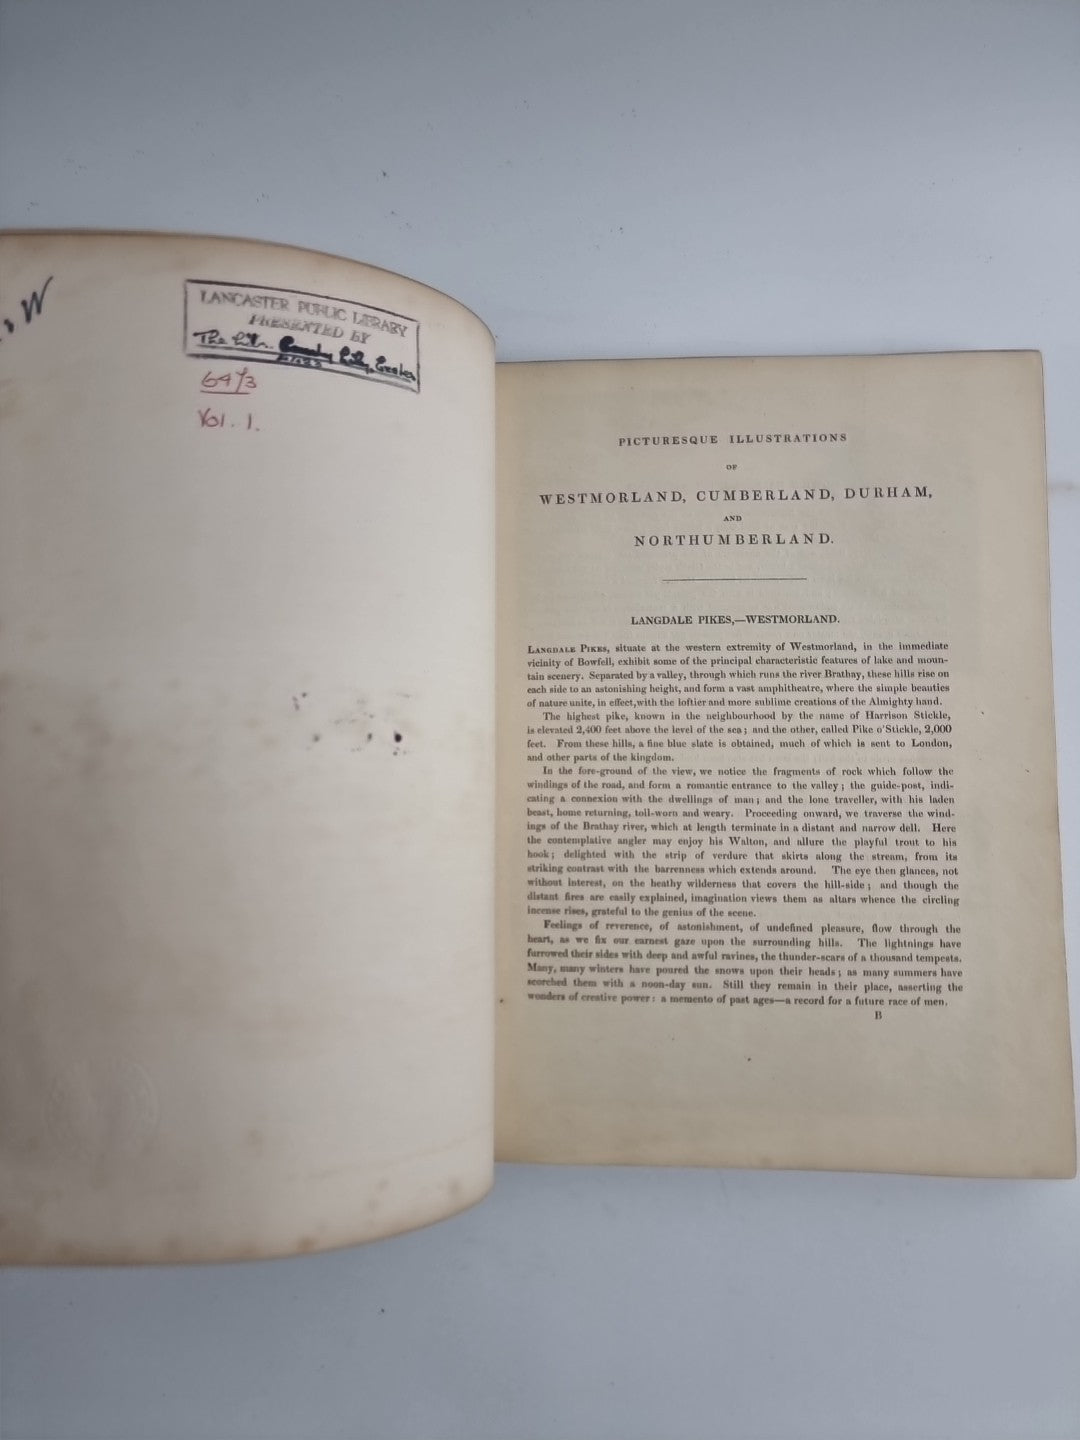 W
LANCASTER PUBLIC LIBRARY
PRESENTED BY
The County
6473
Vol. 1.
PICTURESQUE ILLUSTRATIONS
OF
WESTMORLAND, CUMBERLAND, DURHAM,
AND
NORTHUMBERLAND.
LANGDALE PIKES,—WESTMORLAND.
LANGDALE PIKES, situate at the western extremity of Westmorland, in the immediate
vicinity of Bowfell, exhibit some of the principal characteristic features of lake and moun-
tain scenery. Separated by a valley, through which runs the river Brathay, these hills rise on
each side to an astonishing height, and form a vast amphitheatre, where the simple beauties
of nature unite, in effect, with the loftier and more sublime creations of the Almighty hand.
The highest pike, known in the neighbourhood by the name of Harrison Stickle,
is elevated 2,400 feet above the level of the sea; and the other, called Pike o'Stickle, 2,000
feet. From these hills, a fine blue slate is obtained, much of which is sent to London,
and other parts of the kingdom.
In the fore-ground of the view, we notice the fragments of rock which follow the
windings of the road, and form a romantic entrance to the valley; the guide-post, indi-
cating a connexion with the dwellings of man; and the lone traveller, with his laden
beast, home returning, toil-worn and weary. Proceeding onward, we traverse the wind-
ings of the Brathay river, which at length terminate in a distant and narrow dell. Here
the contemplative angler may enjoy his Walton, and allure the playful trout to his
hook; delighted with the strip of verdure that skirts along the stream, from its
striking contrast with the barrenness which extends around. The eye then glances, not
without interest, on the heathy wilderness that covers the hill-side; and though the
distant fires are easily explained, imagination views them as altars whence the circling
incense rises, grateful to the genius of the scene.
Feelings of reverence, of astonishment, of undefined pleasure, flow through the
heart, as we fix our earnest gaze upon the surrounding hills. The lightnings have
furrowed their sides with deep and awful ravines, the thunder-scars of a thousand tempests.
Many, many winters have poured the snows upon their heads; as many summers have
scorched them with a noon-day sun. Still they remain in their place, asserting the
wonders of creative power: a memento of past ages—a record for a future race of men.
B